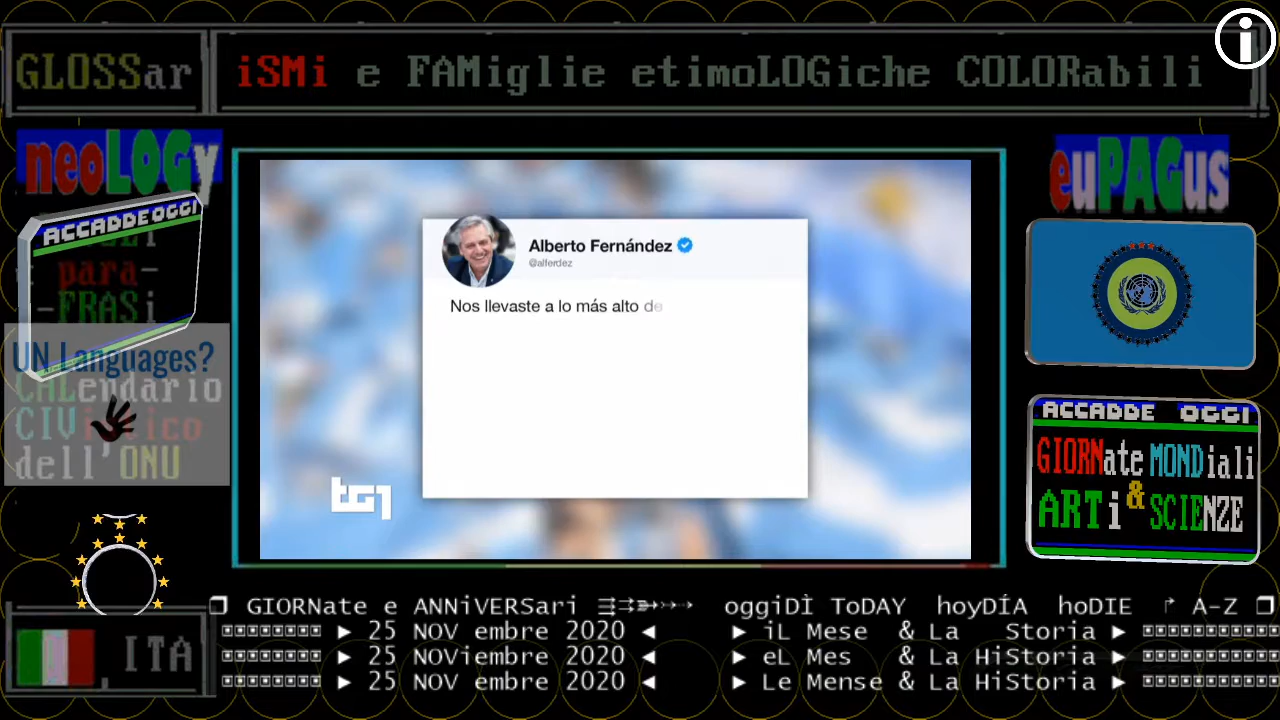 GLOSSar
iSMi e FAMiglie etimoLOGiche COLORabili
neoLOGy
ACCADDE OGGI
para-
-FRASi
UN Languages?
CALendario
CIVico
dell'ONU
Alberto Fernández
@alferdez
Nos llevaste a lo más alto de
tg1
euPAGus
ACCADDE OGGI
GIORNate MONDiali
ARTi & SCIENZE
GIORNate e ANNiVERSari oggiDÌ ToDAY hoyDÍA hoDIE A-Z
25 NOV embre 2020 iL Mese & La Storia
25 NOViembre 2020 eL Mes & La HiStoria
25 NOV embre 2020 Le Mense & La HiStoria
ITA